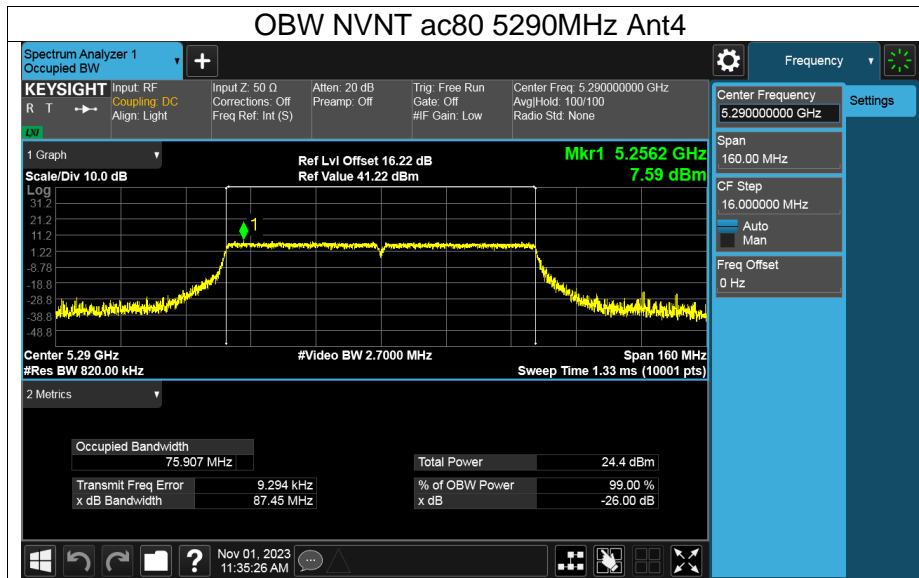 OBW NVNT ac80 5290MHz Ant4
Spectrum Analyzer 1
Occupied BW
+
Frequency
KEYSIGHT
R T
LXI
Input: RF
Coupling: DC
Align: Light
Input Z: 50 Ω
Corrections: Off
Freq Ref: Int (S)
Atten: 20 dB
Preamp: Off
Trig: Free Run
Gate: Off
#IF Gain: Low
Center Freq: 5.290000000 GHz
Avg|Hold: 100/100
Radio Std: None
Center Frequency
5.290000000 GHz
Settings
Span
160.00 MHz
CF Step
16.000000 MHz
Auto
Man
Freq Offset
0 Hz
1 Graph
Scale/Div 10.0 dB
Ref Lvl Offset 16.22 dB
Ref Value 41.22 dBm
Mkr1 5.2562 GHz
7.59 dBm
Log
31.2
21.2
11.2
1.22
-8.78
-18.8
-28.8
-38.8
-48.8
1
Center 5.29 GHz
#Res BW 820.00 kHz
#Video BW 2.7000 MHz
Span 160 MHz
Sweep Time 1.33 ms (10001 pts)
2 Metrics
Occupied Bandwidth
75.907 MHz
Total Power 24.4 dBm
Transmit Freq Error 9.294 kHz
% of OBW Power 99.00 %
x dB Bandwidth 87.45 MHz
x dB -26.00 dB
?
Nov 01, 2023
11:35:26 AM